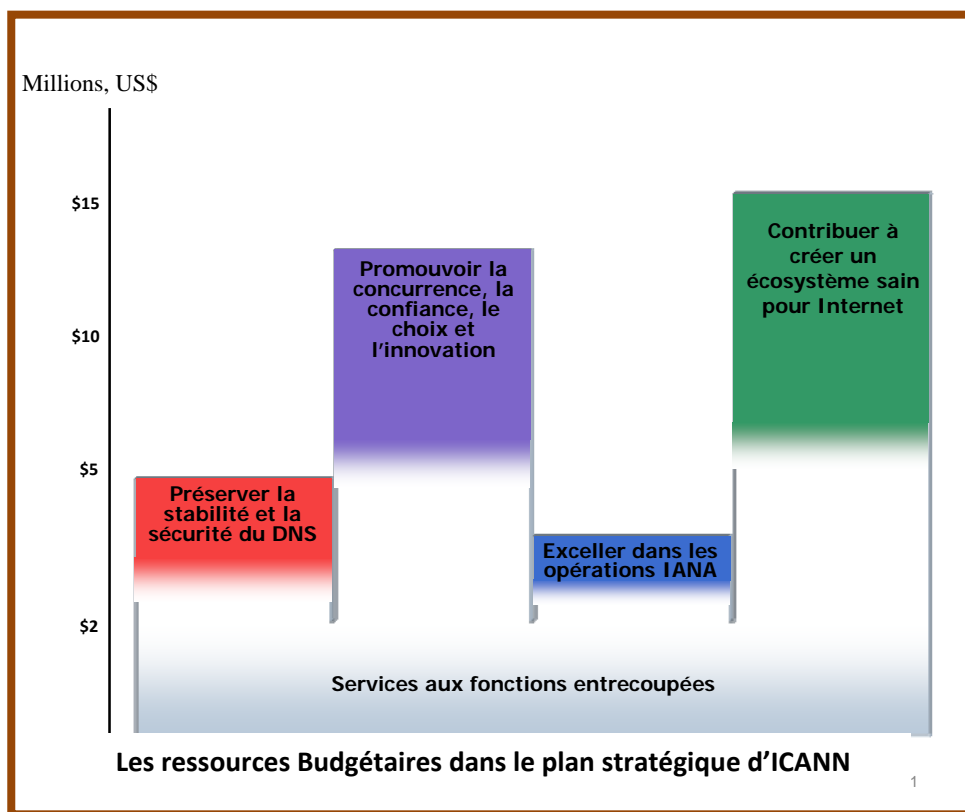 Millions, US$
$15
$10
$5
$2
Préserver la
stabilité et la
sécurité du DNS
Promouvoir la
concurrence, la
confiance, le
choix et
l'innovation
Exceller dans les
opérations IANA
Contribuer à
créer un
écosystème sain
pour Internet
Services aux fonctions entrecoupées
Les ressources Budgétaires dans le plan stratégique d'ICANN
1